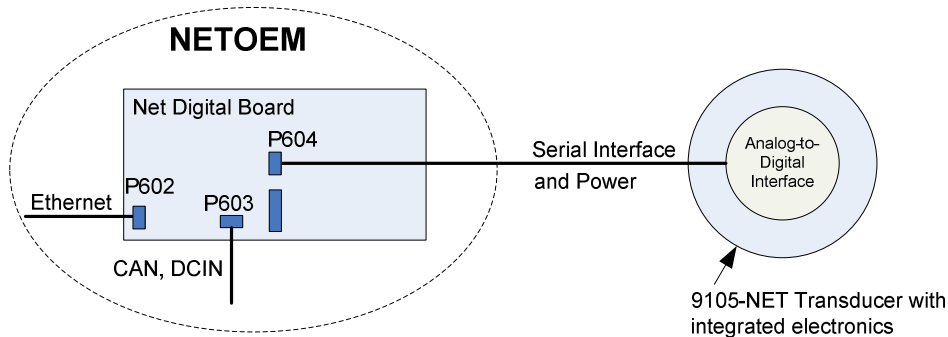 NETOEM
Net Digital Board
P604
P602
P603
Ethernet
CAN, DCIN
Serial Interface
and Power
Analog-to-
Digital
Interface
9105-NET Transducer with
integrated electronics